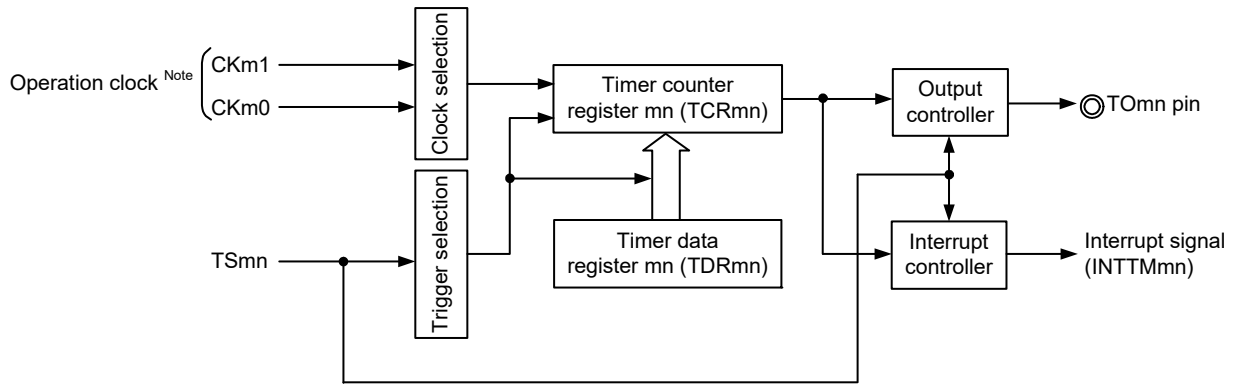 Operation clock Note
CKm1
CKm0
Clock selection
Timer counter
register mn (TCRmn)
Output
controller
TOmn pin
TSmn
Trigger selection
Timer data
register mn (TDRmn)
Interrupt
controller
Interrupt signal
(INTTMmn)